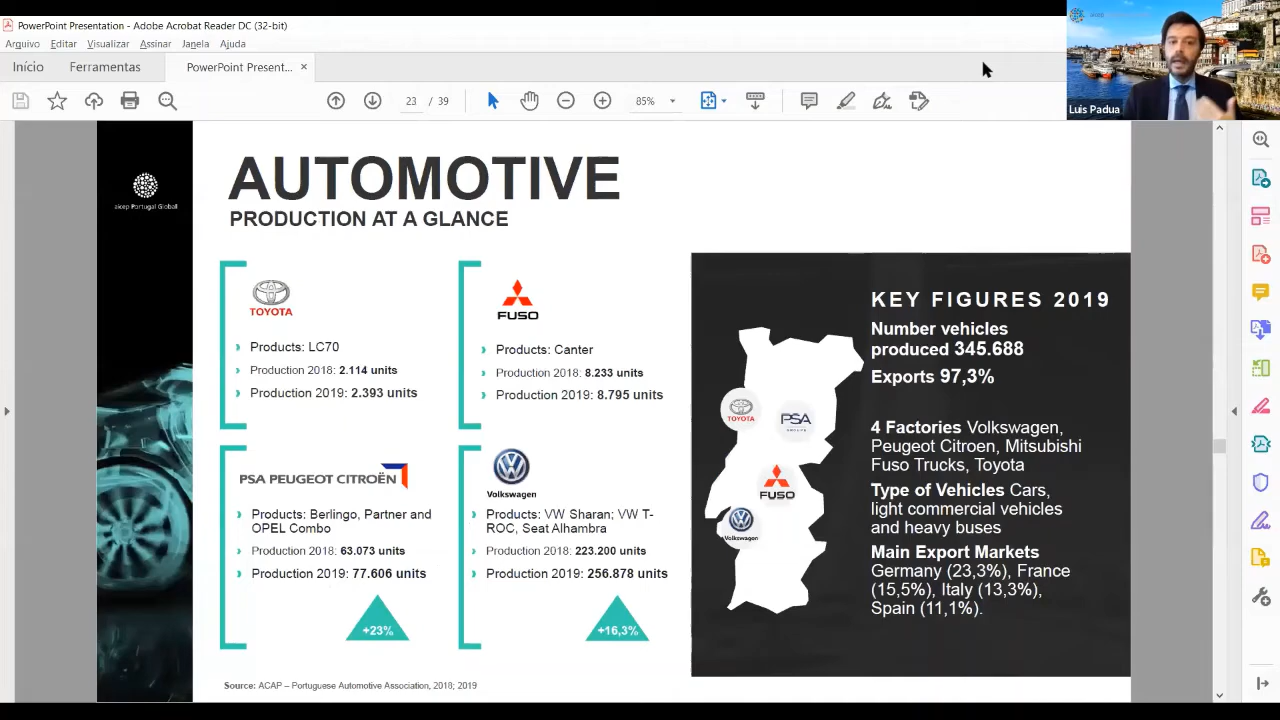 PowerPoint Presentation - Adobe Acrobat Reader DC (32-bit)
Arquivo Editar Visualizar Assinar Janela Ajuda
Início Ferramentas PowerPoint Present... ×
23 / 39 85%
Luis Padua
aicep Portugal Global
AUTOMOTIVE
PRODUCTION AT A GLANCE
TOYOTA
Products: LC70
Production 2018: 2.114 units
Production 2019: 2.393 units
FUSO
Products: Canter
Production 2018: 8.233 units
Production 2019: 8.795 units
PSA PEUGEOT CITROËN
Products: Berlingo, Partner and
OPEL Combo
Production 2018: 63.073 units
Production 2019: 77.606 units
+23%
Volkswagen
Products: VW Sharan; VW T-
ROC, Seat Alhambra
Production 2018: 223.200 units
Production 2019: 256.878 units
+16,3%
TOYOTA
PSA
GROUPE
FUSO
Volkswagen
KEY FIGURES 2019
Number vehicles
produced 345.688
Exports 97,3%
4 Factories Volkswagen,
Peugeot Citroen, Mitsubishi
Fuso Trucks, Toyota
Type of Vehicles Cars,
light commercial vehicles
and heavy buses
Main Export Markets
Germany (23,3%), France
(15,5%), Italy (13,3%),
Spain (11,1%).
Source: ACAP – Portuguese Automotive Association, 2018; 2019